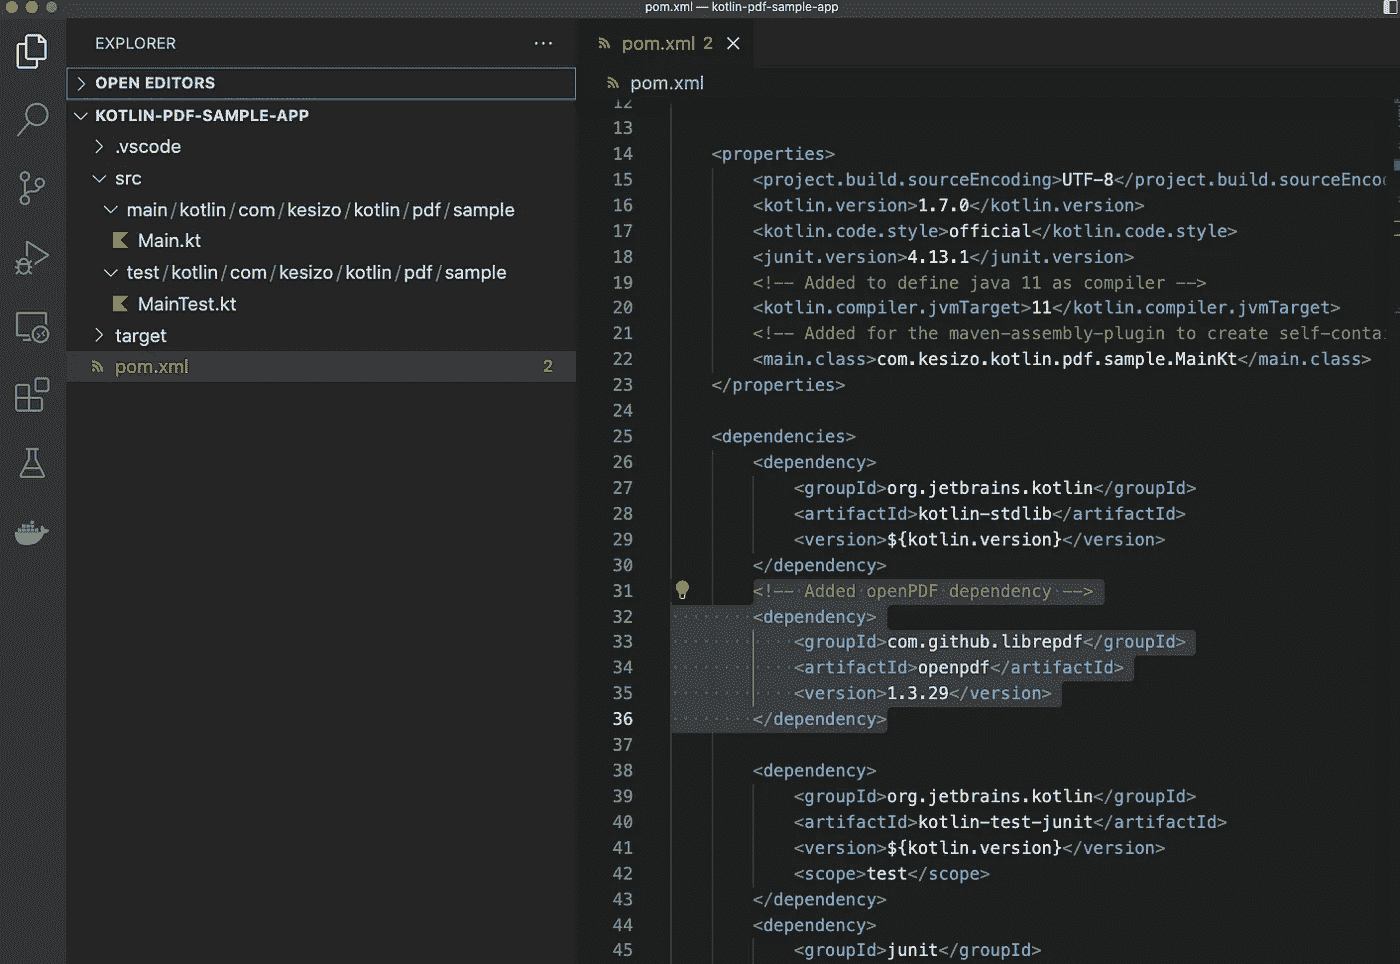 pom.xml — kotlin-pdf-sample-app
EXPLORER
OPEN EDITORS
KOTLIN-PDF-SAMPLE-APP
.vscode
src
main/kotlin/com/kesizo/kotlin/pdf/sample
Main.kt
test/kotlin/com/kesizo/kotlin/pdf/sample
MainTest.kt
target
pom.xml 2
pom.xml 2
pom.xml
12
13
14 <properties>
15 <project.build.sourceEncoding>UTF-8</project.build.sourceEnco
16 <kotlin.version>1.7.0</kotlin.version>
17 <kotlin.code.style>official</kotlin.code.style>
18 <junit.version>4.13.1</junit.version>
19 <!-- Added to define java 11 as compiler -->
20 <kotlin.compiler.jvmTarget>11</kotlin.compiler.jvmTarget>
21 <!-- Added for the maven-assembly-plugin to create self-contai
22 <main.class>com.kesizo.kotlin.pdf.sample.MainKt</main.class>
23 </properties>
24
25 <dependencies>
26 <dependency>
27 <groupId>org.jetbrains.kotlin</groupId>
28 <artifactId>kotlin-stdlib</artifactId>
29 <version>${kotlin.version}</version>
30 </dependency>
31 <!-- Added openPDF dependency -->
32 <dependency>
33 <groupId>com.github.librepdf</groupId>
34 <artifactId>openpdf</artifactId>
35 <version>1.3.29</version>
36 </dependency>
37
38 <dependency>
39 <groupId>org.jetbrains.kotlin</groupId>
40 <artifactId>kotlin-test-junit</artifactId>
41 <version>${kotlin.version}</version>
42 <scope>test</scope>
43 </dependency>
44 <dependency>
45 <groupId>junit</groupId>